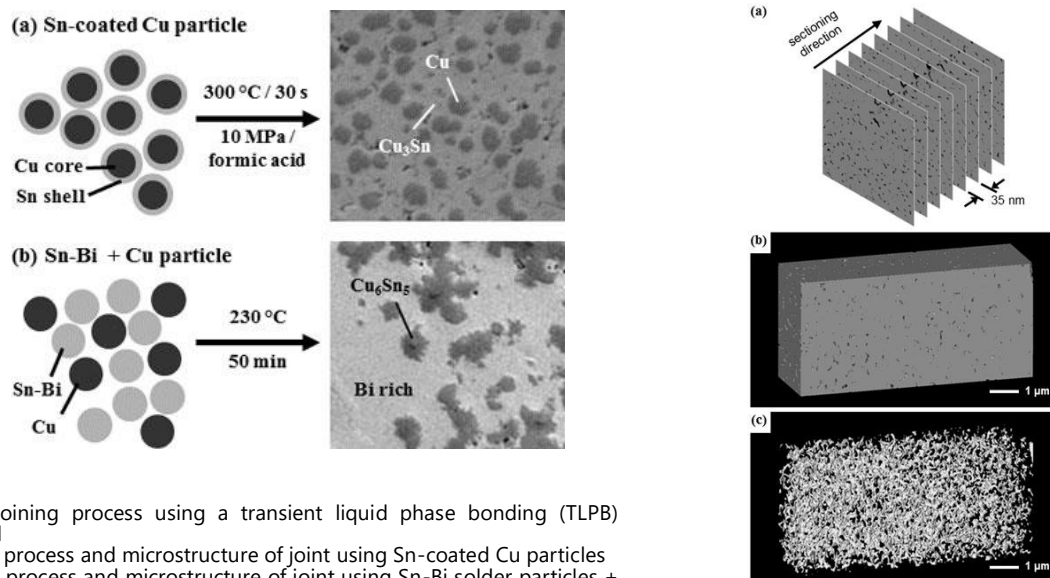 (a) Sn-coated Cu particle
300 °C / 30 s
10 MPa /
formic acid
Cu core
Sn shell
Cu
Cu₃Sn
(b) Sn-Bi + Cu particle
230 °C
50 min
Sn-Bi
Cu
Cu₆Sn₅
Bi rich
oining process using a transient liquid phase bonding (TLPB)
process and microstructure of joint using Sn-coated Cu particles
process and microstructure of joint using Sn-Bi solder particles +
(a)
sectioning
direction
35 nm
(b)
1 µm
(c)
1 µm